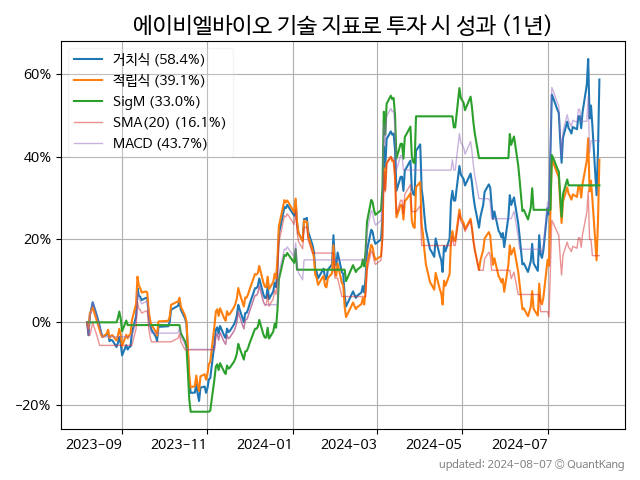 에이비엘바이오 기술 지표로 투자 시 성과 (1년)
거치식 (58.4%)
적립식 (39.1%)
SigM (33.0%)
SMA(20) (16.1%)
MACD (43.7%)
60%
40%
20%
0%
−20%
2023-09
2023-11
2024-01
2024-03
2024-05
2024-07
updated: 2024-08-07 © QuantKang